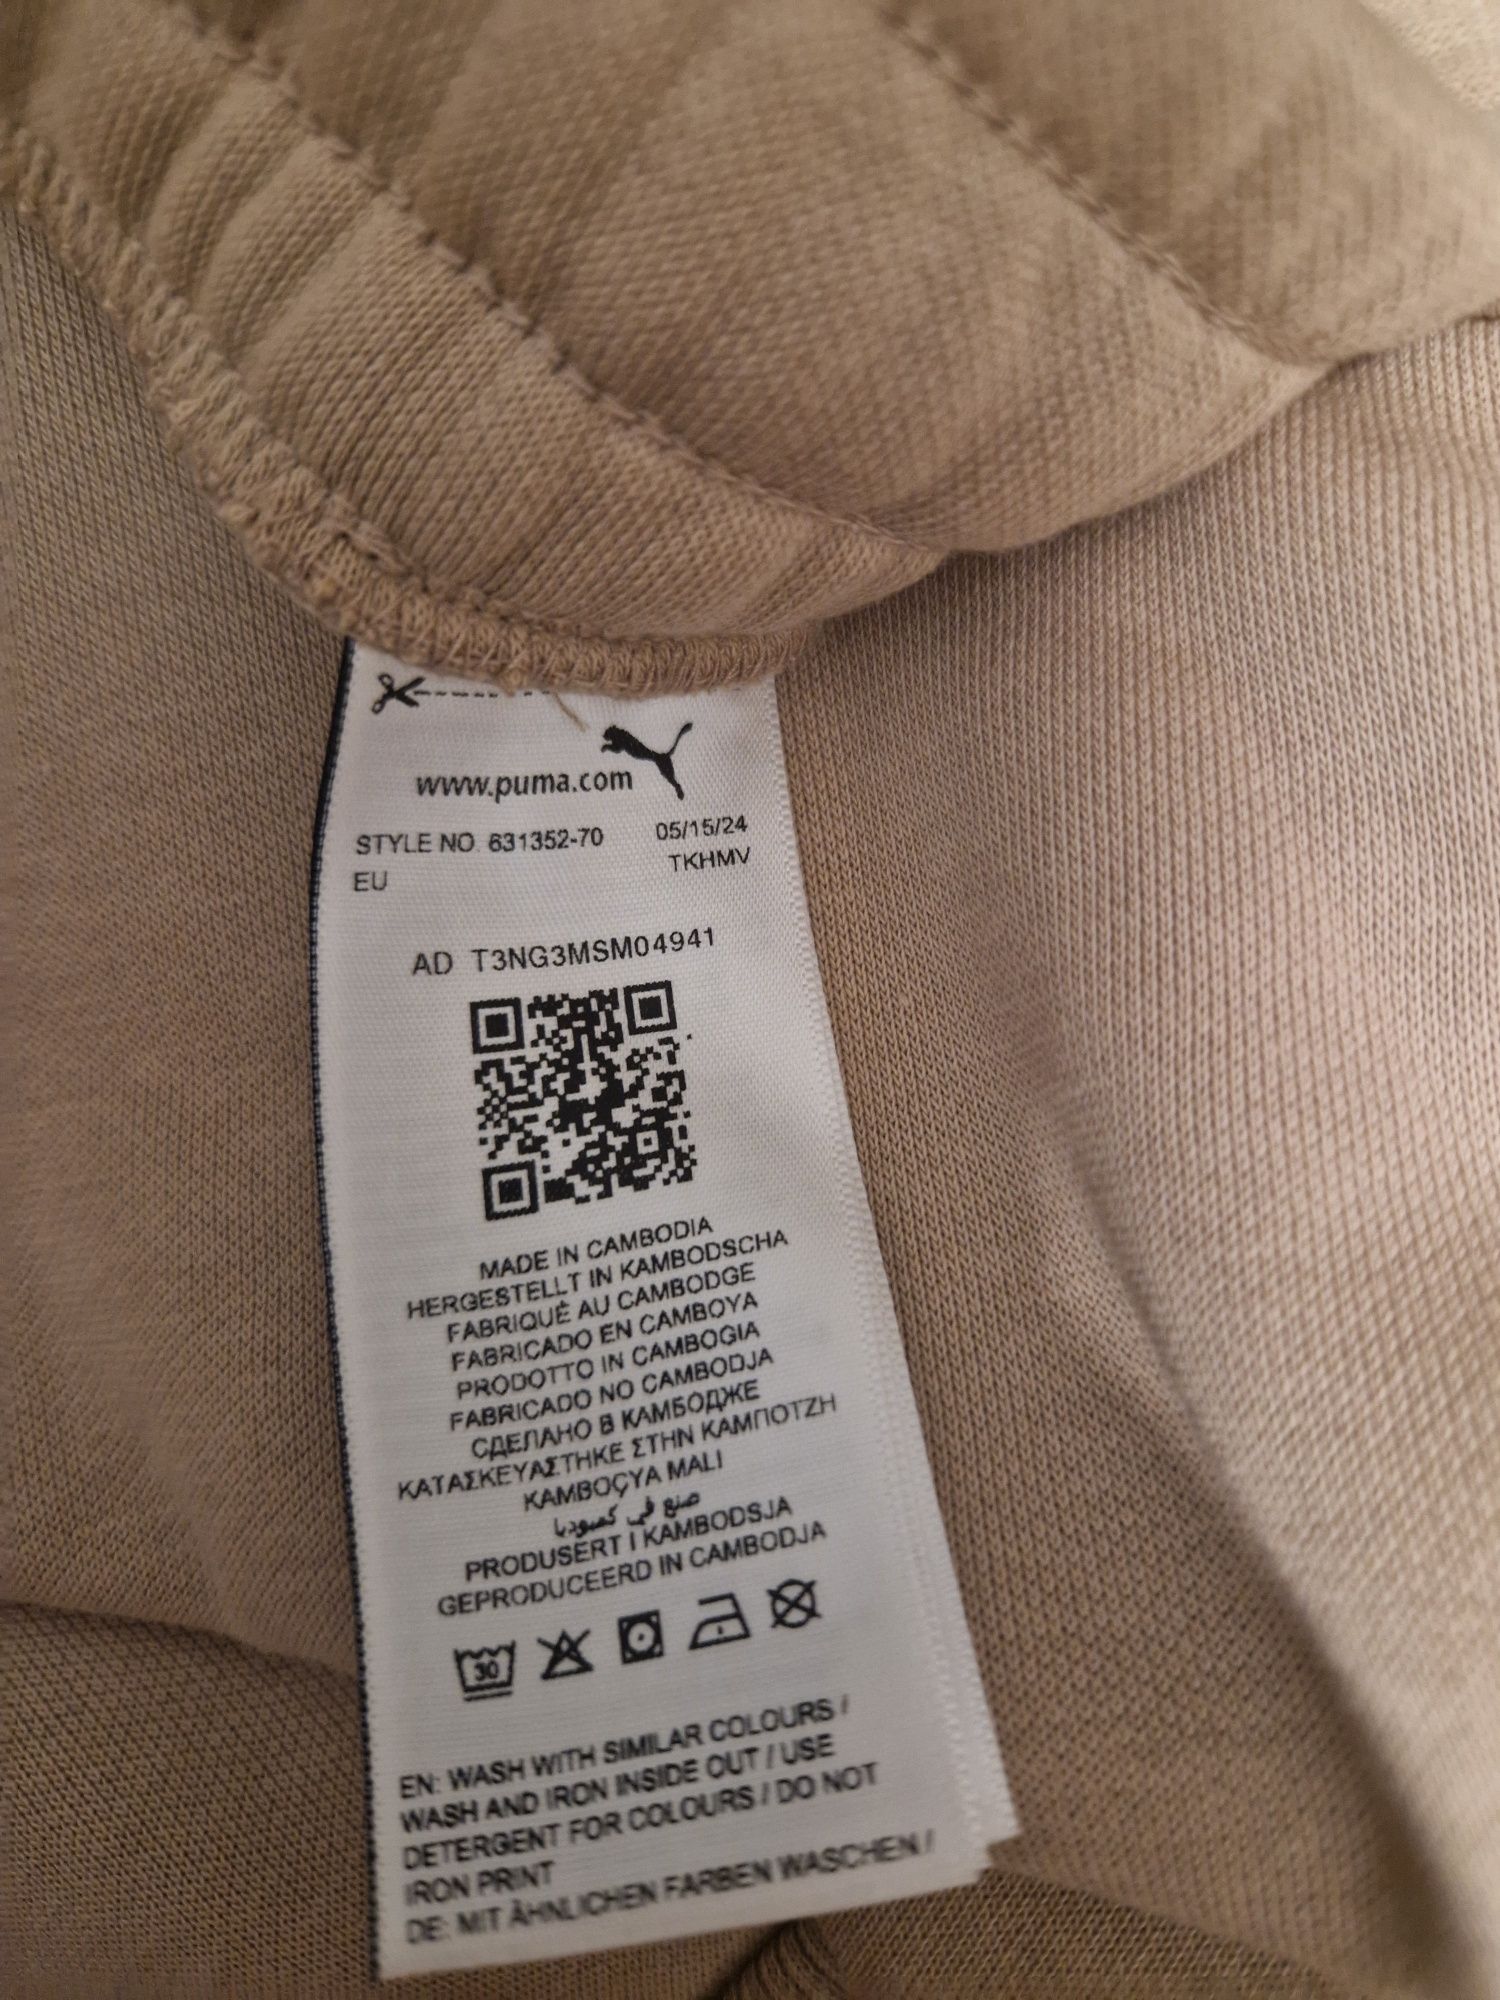 www.puma.com
STYLE NO. 631352-70 05/15/24
EU TKHMV
AD T3NG3MSM04941
MADE IN CAMBODIA
HERGESTELLT IN KAMBODSCHA
FABRIQUÉ AU CAMBODGE
FABRICADO EN CAMBOYA
PRODOTTO IN CAMBOGIA
FABRICADO NO CAMBODJA
СДЕЛАНО В КАМБОДЖЕ
ΚΑΤΑΣΚΕΥΑΣΤΗΚΕ ΣΤΗΝ ΚΑΜΠΟΤΖΗ
KAMBOÇYA MALI
صنع في كمبوديا
PRODUSERT I KAMBODSJA
GEPRODUCEERD IN CAMBODJA
30
EN: WASH WITH SIMILAR COLOURS /
WASH AND IRON INSIDE OUT / USE
DETERGENT FOR COLOURS / DO NOT
IRON PRINT
DE: MIT ÄHNLICHEN FARBEN WASCHEN /